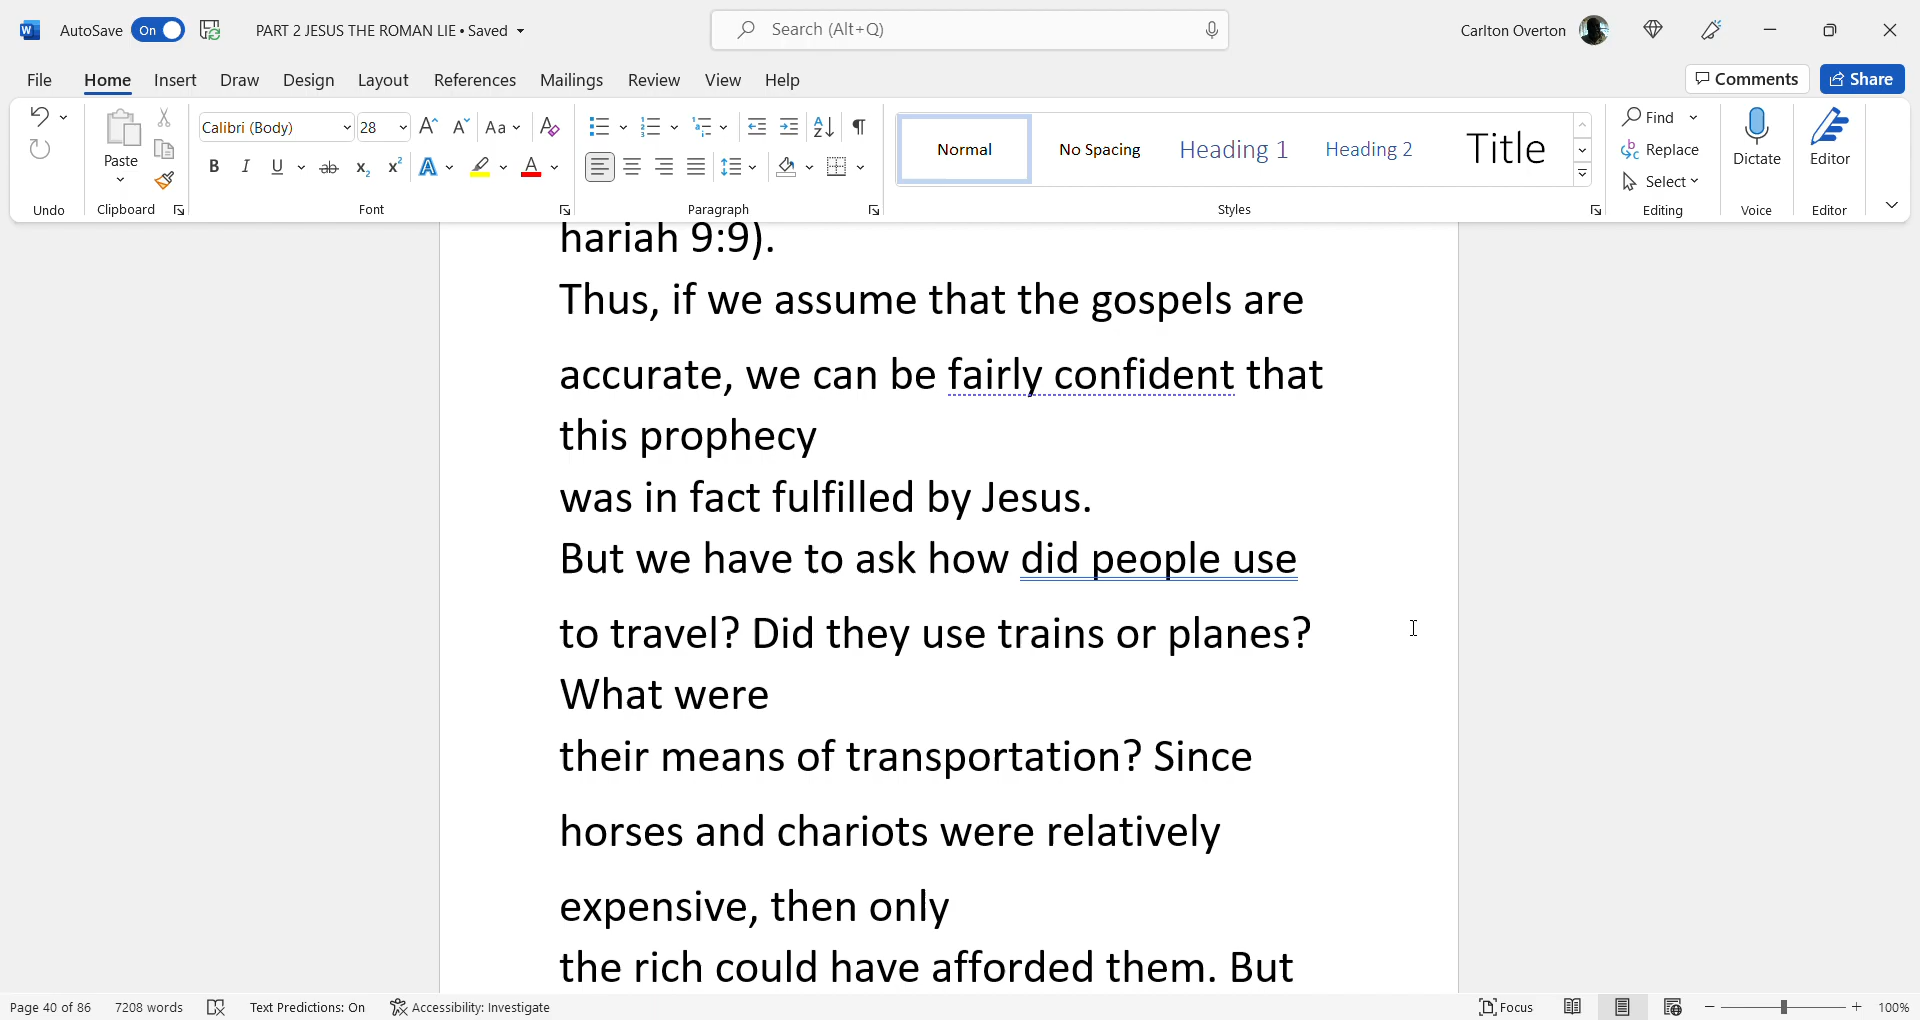 AutoSave On PART 2 JESUS THE ROMAN LIE • Saved Search (Alt+Q) Carlton Overton
File Home Insert Draw Design Layout References Mailings Review View Help Comments Share
Calibri (Body) 28 Aa
Paste
Normal No Spacing Heading 1 Heading 2 Title
Find
Replace
Select
Dictate Editor
Undo Clipboard Font Paragraph Styles Editing Voice Editor
hariah 9:9).
Thus, if we assume that the gospels are
accurate, we can be fairly confident that
this prophecy
was in fact fulfilled by Jesus.
But we have to ask how did people use
to travel? Did they use trains or planes?
What were
their means of transportation? Since
horses and chariots were relatively
expensive, then only
the rich could have afforded them. But
Page 40 of 86 7208 words Text Predictions: On Accessibility: Investigate Focus 100%